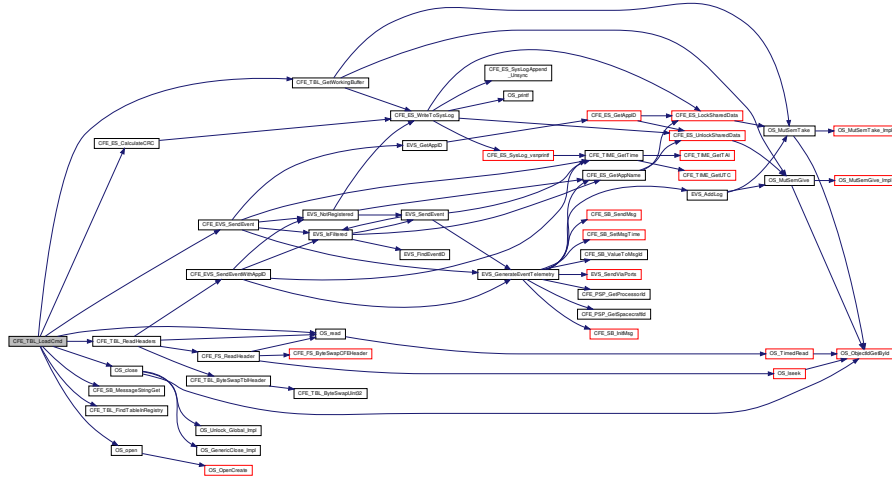 CFE_TBL_LoadCmd
CFE_TBL_GetWorkingBuffer
CFE_ES_CalculateCRC
CFE_EVS_SendEvent
CFE_EVS_SendEventWithAppID
CFE_TBL_ReadHeaders
OS_close
CFE_SB_MessageStringGet
CFE_TBL_FindTableInRegistry
OS_open
EVS_NotRegistered
EVS_IsFiltered
OS_read
CFE_FS_ReadHeader
CFE_FS_ByteSwapCFEHeader
CFE_TBL_ByteSwapTblHeader
CFE_TBL_ByteSwapUint32
OS_Unlock_Global_Impl
OS_GenericClose_Impl
OS_OpenCreate
CFE_ES_WriteToSysLog
EVS_GetAppID
EVS_SendEvent
EVS_FindEventID
CFE_ES_SysLogAppend
_Unsync
OS_printf
CFE_ES_SysLog_vsnprintf
EVS_GenerateEventTelemetry
CFE_ES_GetAppID
CFE_TIME_GetTime
CFE_ES_GetAppName
CFE_SB_SendMsg
CFE_SB_SetMsgTime
CFE_SB_ValueToMsgId
EVS_SendViaPorts
CFE_PSP_GetProcessorId
CFE_PSP_GetSpacecraftId
CFE_SB_InitMsg
CFE_ES_LockSharedData
CFE_ES_UnlockSharedData
CFE_TIME_GetTAI
CFE_TIME_GetUTC
EVS_AddLog
OS_MutSemTake
OS_MutSemGive
OS_TimedRead
OS_lseek
OS_MutSemTake_Impl
OS_MutSemGive_Impl
OS_ObjectIdGetById